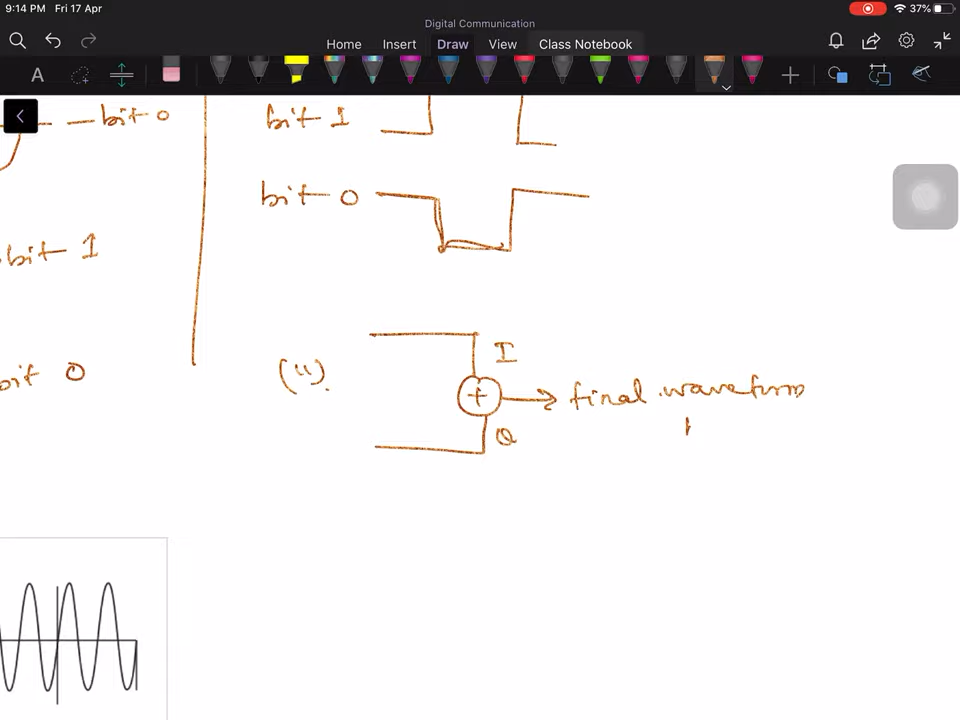 9:14 PM Fri 17 Apr
37%
Digital Communication
Home Insert Draw View Class Notebook
A
bit 0
bit 1
bit 0
bit 1
I
(ii).
bit 0
+
final waveform
Q